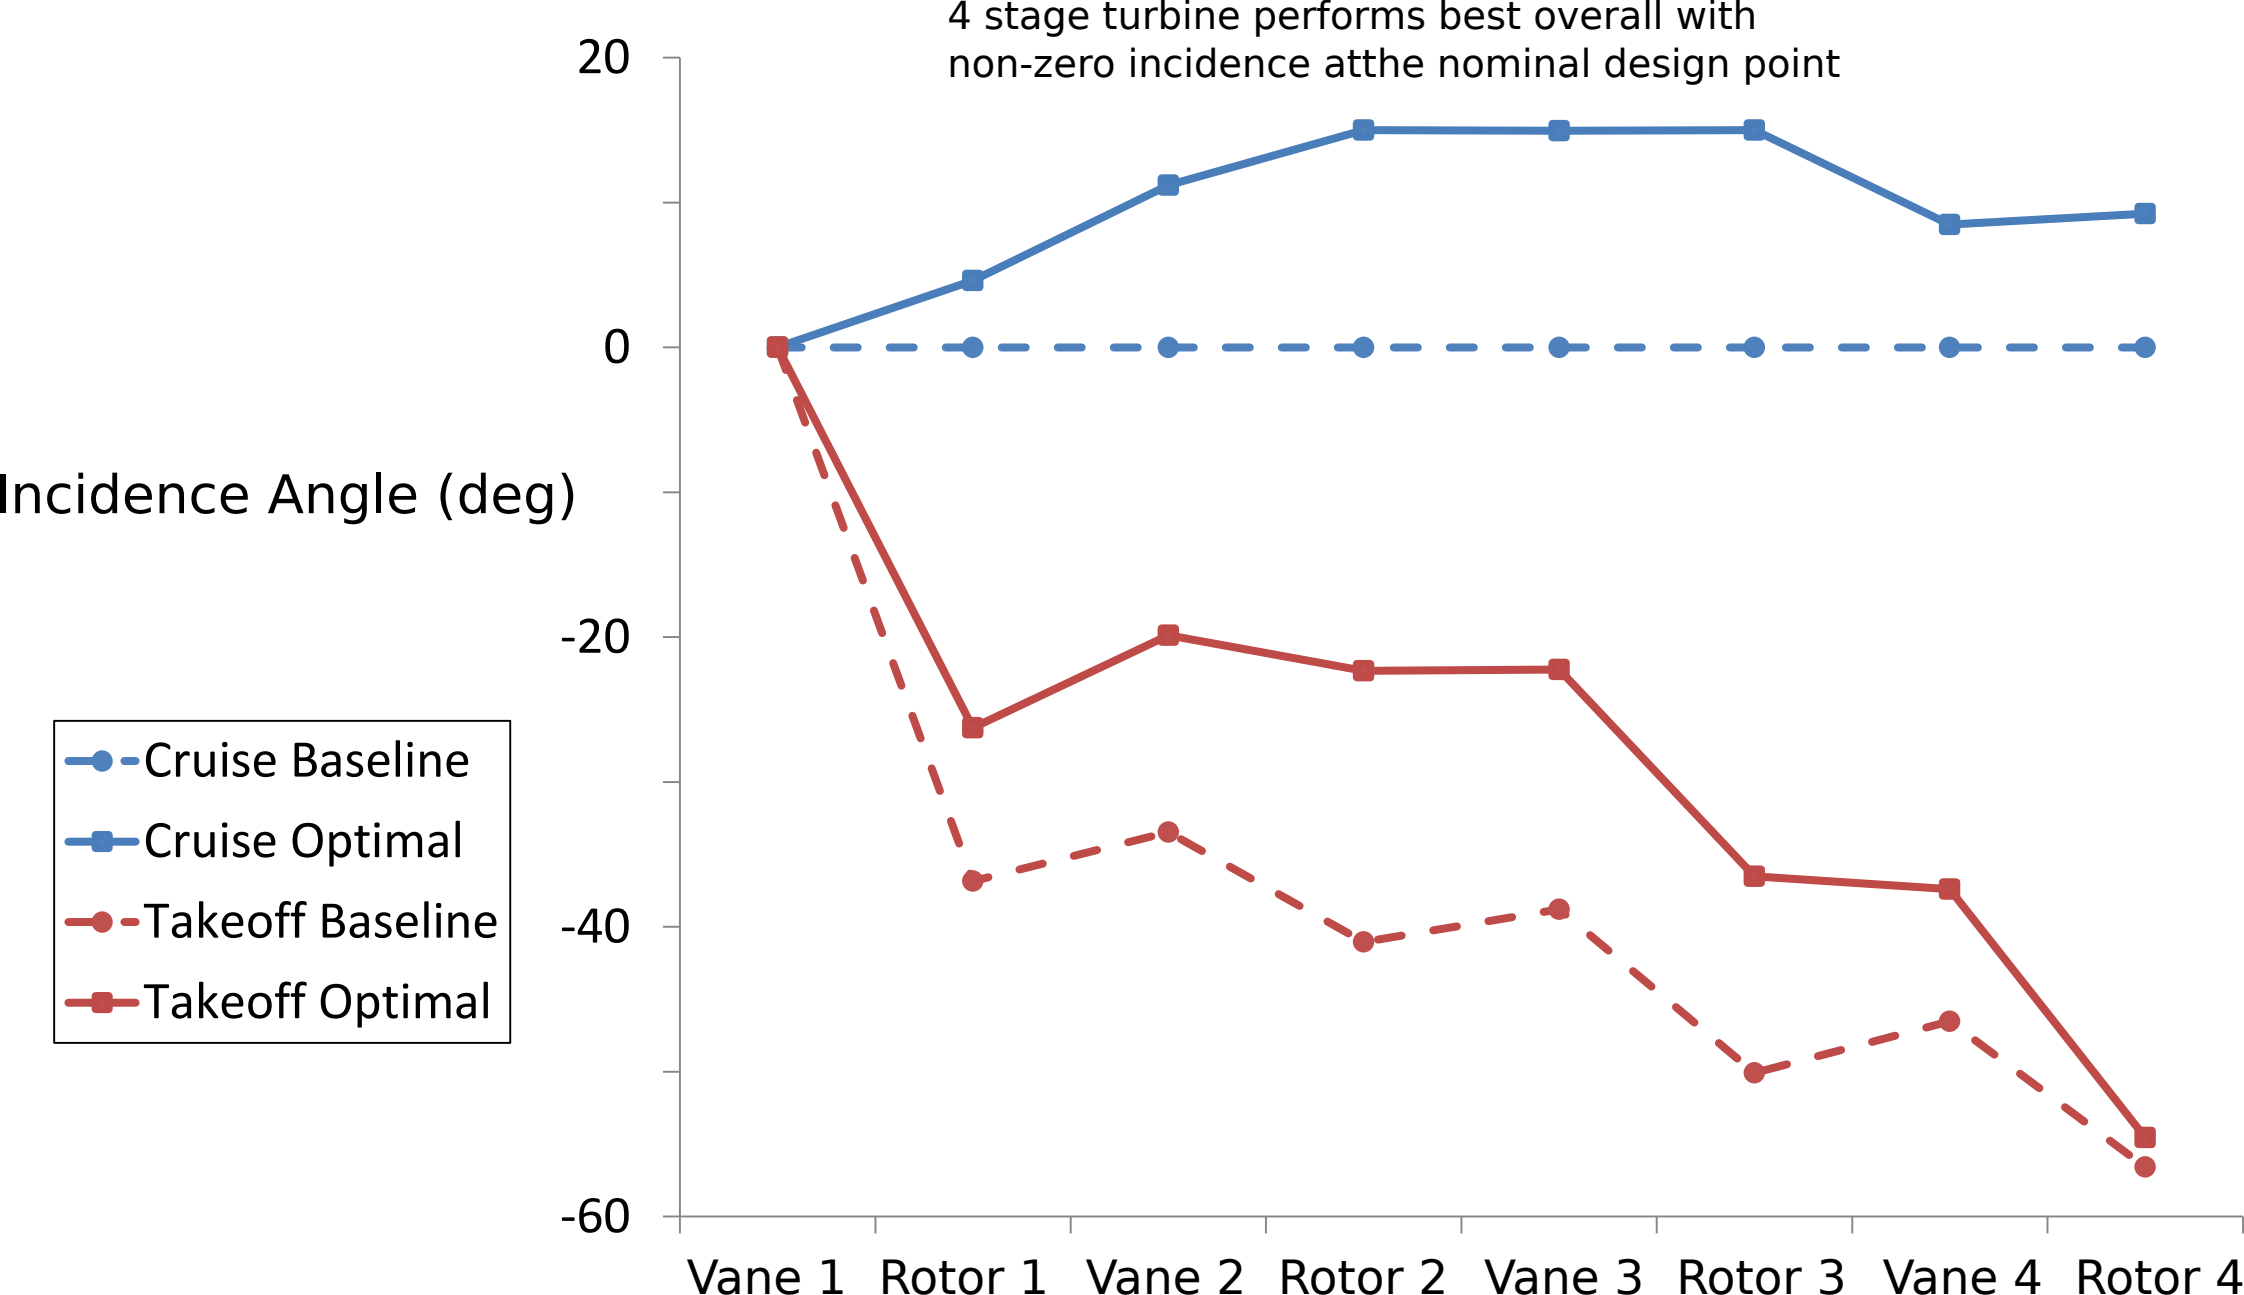 4 stage turbine performs best overall with
non-zero incidence atthe nominal design point
20
0
-20
-40
-60
Incidence Angle (deg)
Cruise Baseline
Cruise Optimal
Takeoff Baseline
Takeoff Optimal
Vane 1 Rotor 1 Vane 2 Rotor 2 Vane 3 Rotor 3 Vane 4 Rotor 4